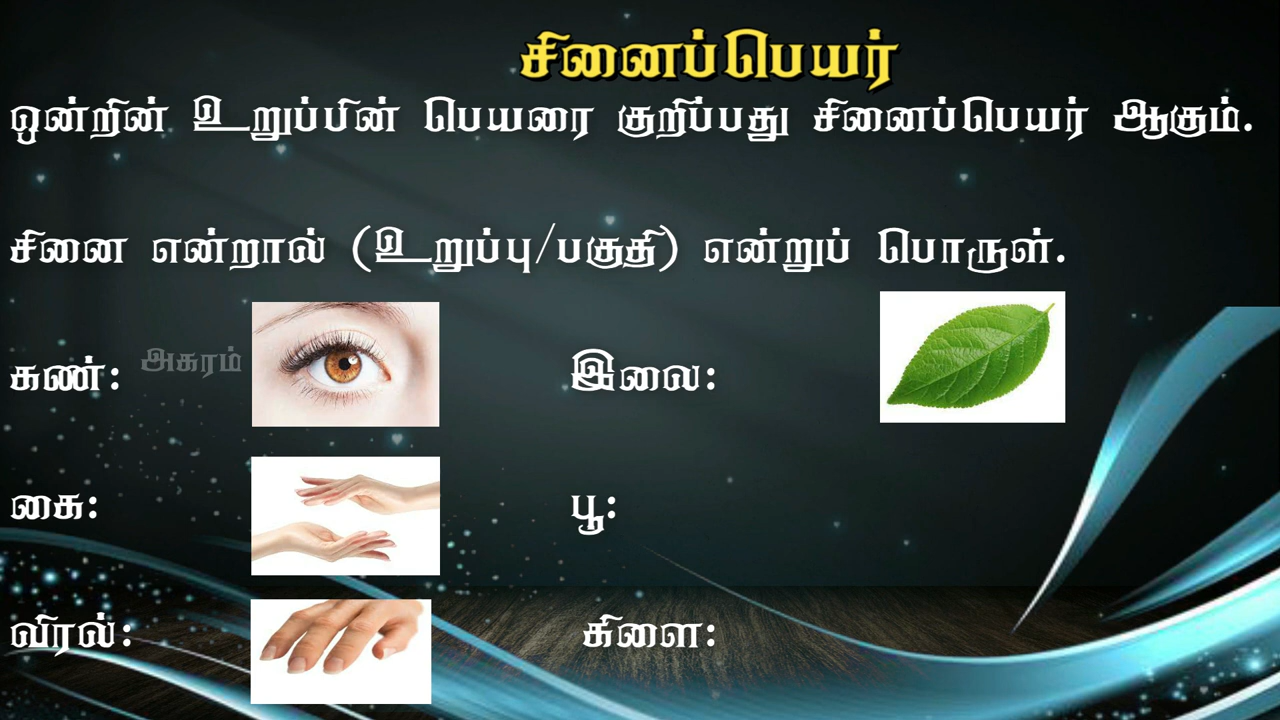 சினைப்பெயர்
ஒன்றின் உறுப்பின் பெயரை குறிப்பது சினைப்பெயர் ஆகும்.
சினை என்றால் (உறுப்பு/பகுதி) என்றுப் பொருள்.
கண்: அகரம் இலை:
கை: பூ:
விரல்: கிளை: